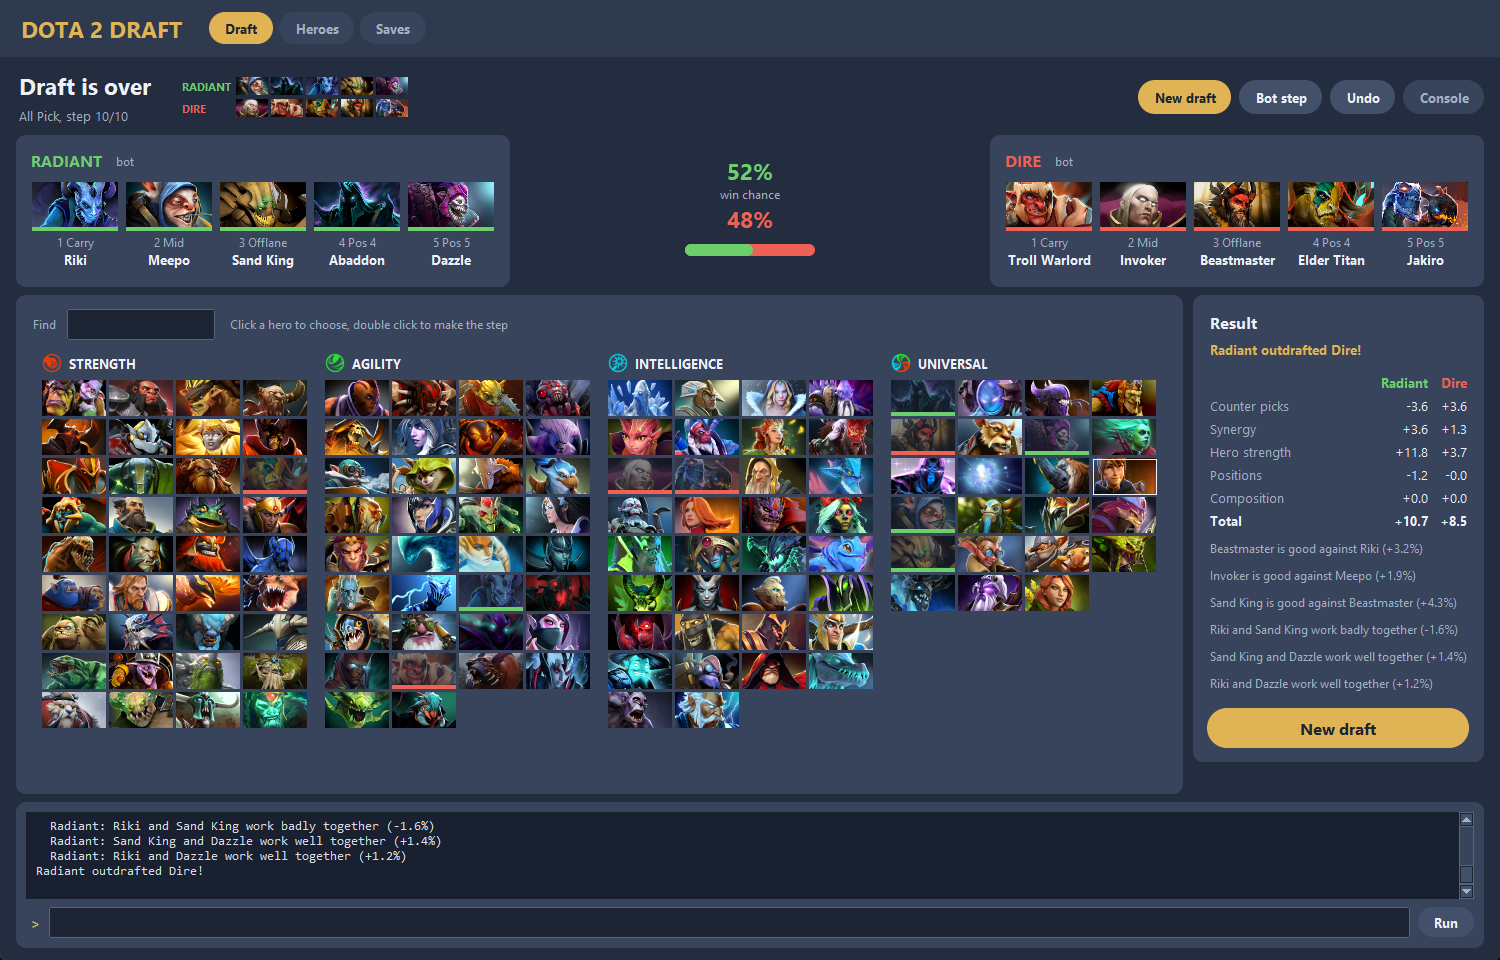 DOTA 2 DRAFT
Draft
Heroes
Saves
Draft is over
All Pick, step 10/10
RADIANT
DIRE
New draft
Bot step
Undo
Console
RADIANT bot
1 Carry
Riki
2 Mid
Meepo
3 Offlane
Sand King
4 Pos 4
Abaddon
5 Pos 5
Dazzle
52%
win chance
48%
DIRE bot
1 Carry
Troll Warlord
2 Mid
Invoker
3 Offlane
Beastmaster
4 Pos 4
Elder Titan
5 Pos 5
Jakiro
Find
Click a hero to choose, double click to make the step
STRENGTH
AGILITY
INTELLIGENCE
UNIVERSAL
Result
Radiant outdrafted Dire!
Radiant Dire
Counter picks -3.6 +3.6
Synergy +3.6 +1.3
Hero strength +11.8 +3.7
Positions -1.2 -0.0
Composition +0.0 +0.0
Total +10.7 +8.5
Beastmaster is good against Riki (+3.2%)
Invoker is good against Meepo (+1.9%)
Sand King is good against Beastmaster (+4.3%)
Riki and Sand King work badly together (-1.6%)
Sand King and Dazzle work well together (+1.4%)
Riki and Dazzle work well together (+1.2%)
New draft
Radiant: Riki and Sand King work badly together (-1.6%)
Radiant: Sand King and Dazzle work well together (+1.4%)
Radiant: Riki and Dazzle work well together (+1.2%)
Radiant outdrafted Dire!
>
Run